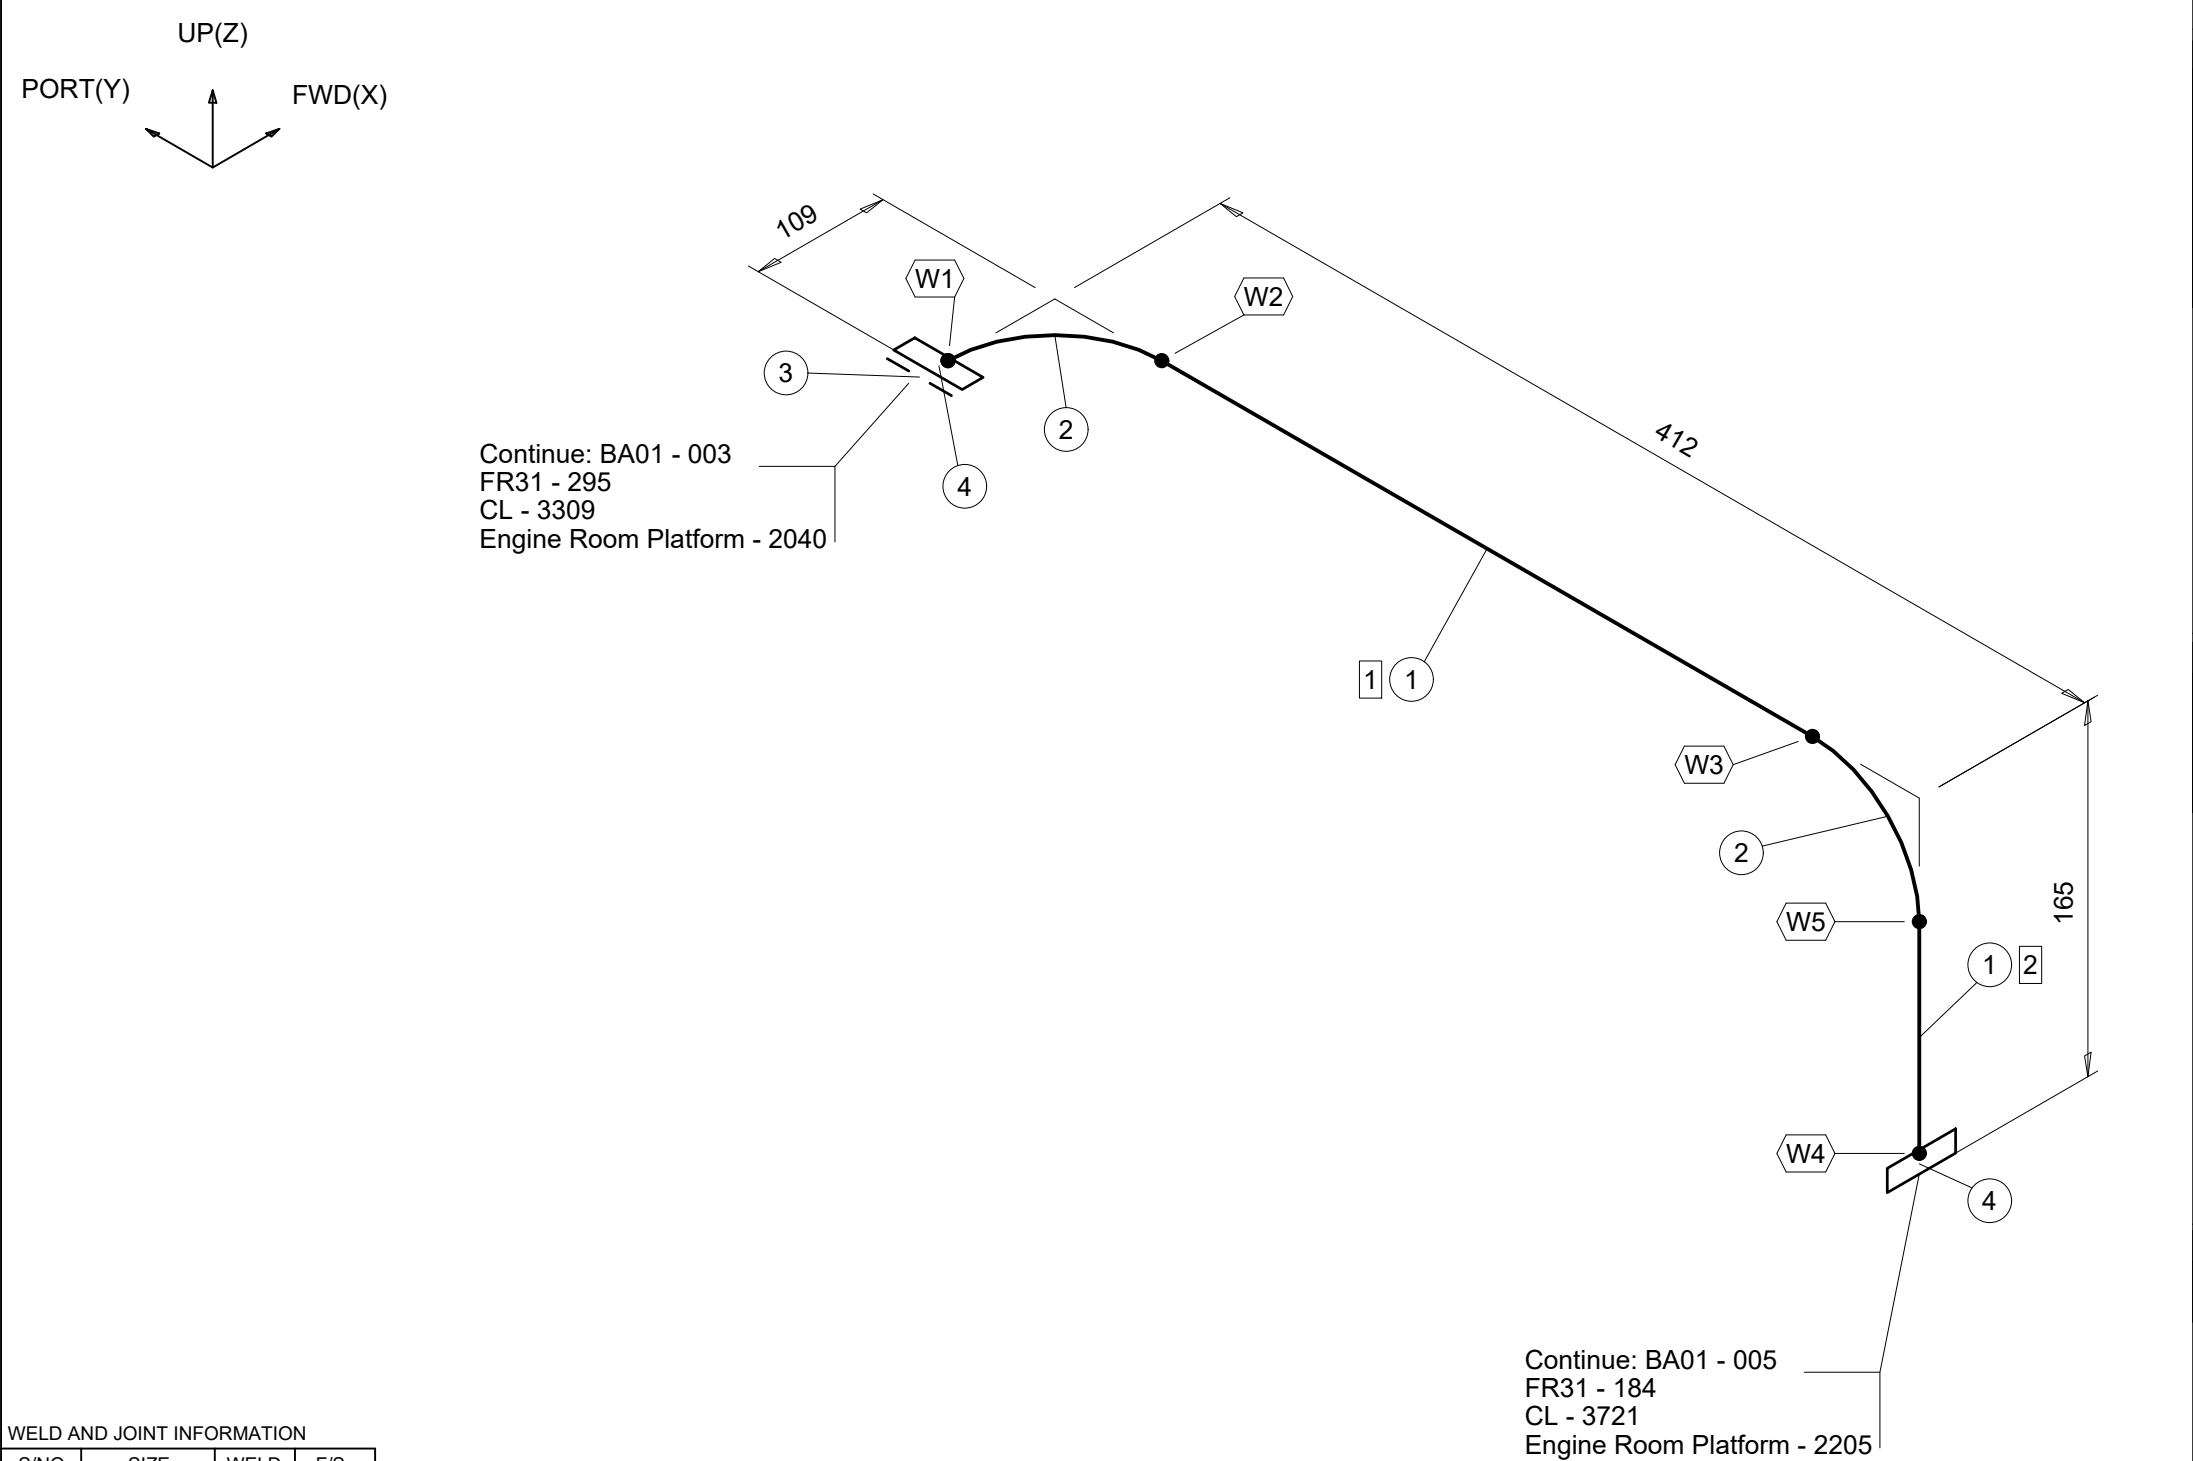 UP(Z)
PORT(Y)
FWD(X)
109
W1
W2
412
3
2
4
Continue: BA01 - 003
FR31 - 295
CL - 3309
Engine Room Platform - 2040
1 1
W3
2
165
W5
1 2
W4
4
Continue: BA01 - 005
FR31 - 184
CL - 3721
Engine Room Platform - 2205
WELD AND JOINT INFORMATION